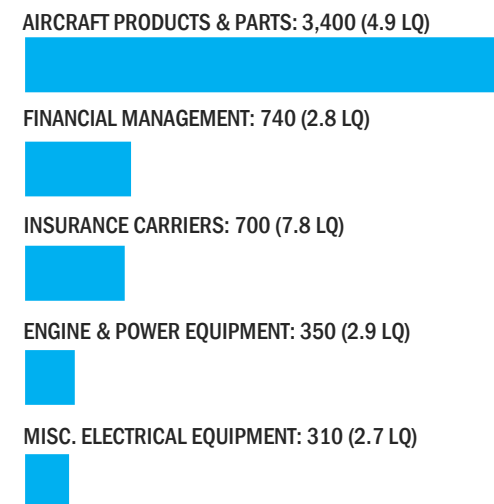 AIRCRAFT PRODUCTS & PARTS: 3,400 (4.9 LQ)
FINANCIAL MANAGEMENT: 740 (2.8 LQ)
INSURANCE CARRIERS: 700 (7.8 LQ)
ENGINE & POWER EQUIPMENT: 350 (2.9 LQ)
MISC. ELECTRICAL EQUIPMENT: 310 (2.7 LQ)